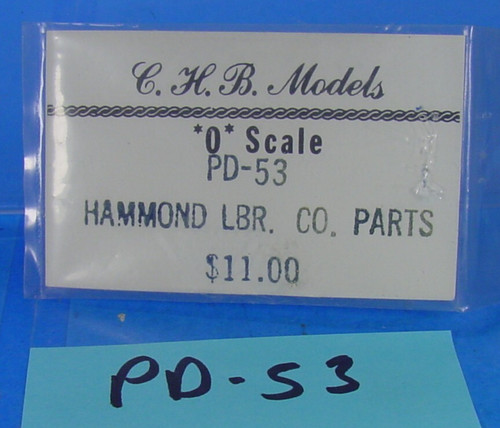 C. H. B. Models
*O* Scale
PD-53
HAMMOND LBR. CO. PARTS
$11.00
PD-53